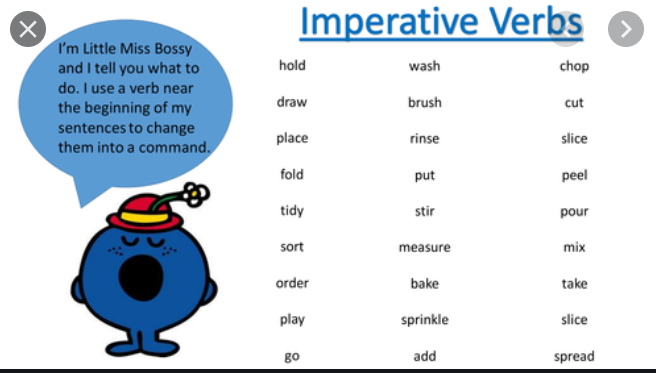 Imperative Verbs
I'm Little Miss Bossy
and I tell you what to
do. I use a verb near
the beginning of my
sentences to change
them into a command.
hold wash chop
draw brush cut
place rinse slice
fold put peel
tidy stir pour
sort measure mix
order bake take
play sprinkle slice
go add spread